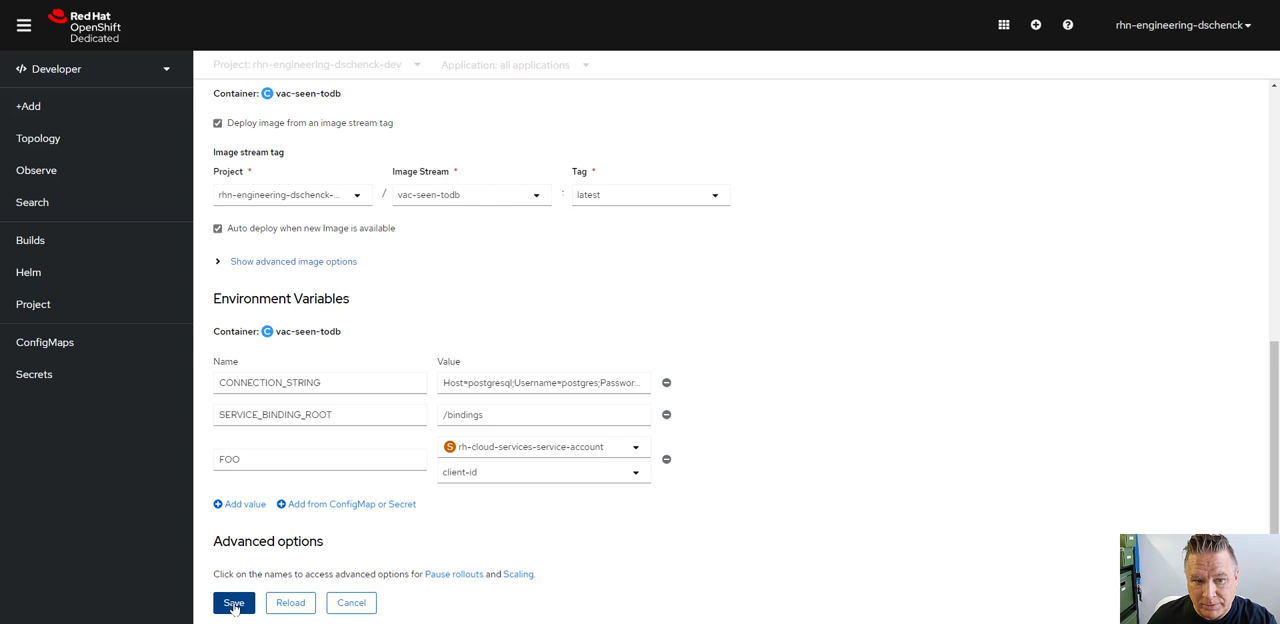 Red Hat
OpenShift
Dedicated
rhn-engineering-dschenck
Developer
+Add
Topology
Observe
Search
Builds
Helm
Project
ConfigMaps
Secrets
Project: rhn-engineering-dschenck-dev Application: all applications
Container: C vac-seen-todb
Deploy image from an image stream tag
Image stream tag
Project * Image Stream * Tag *
rhn-engineering-dschenck-... / vac-seen-todb : latest
Auto deploy when new Image is available
Show advanced image options
Environment Variables
Container: C vac-seen-todb
Name Value
CONNECTION_STRING Host=postgresql;Username=postgres;Passwor...
SERVICE_BINDING_ROOT /bindings
FOO S rh-cloud-services-service-account
client-id
Add value Add from ConfigMap or Secret
Advanced options
Click on the names to access advanced options for Pause rollouts and Scaling.
Save Reload Cancel